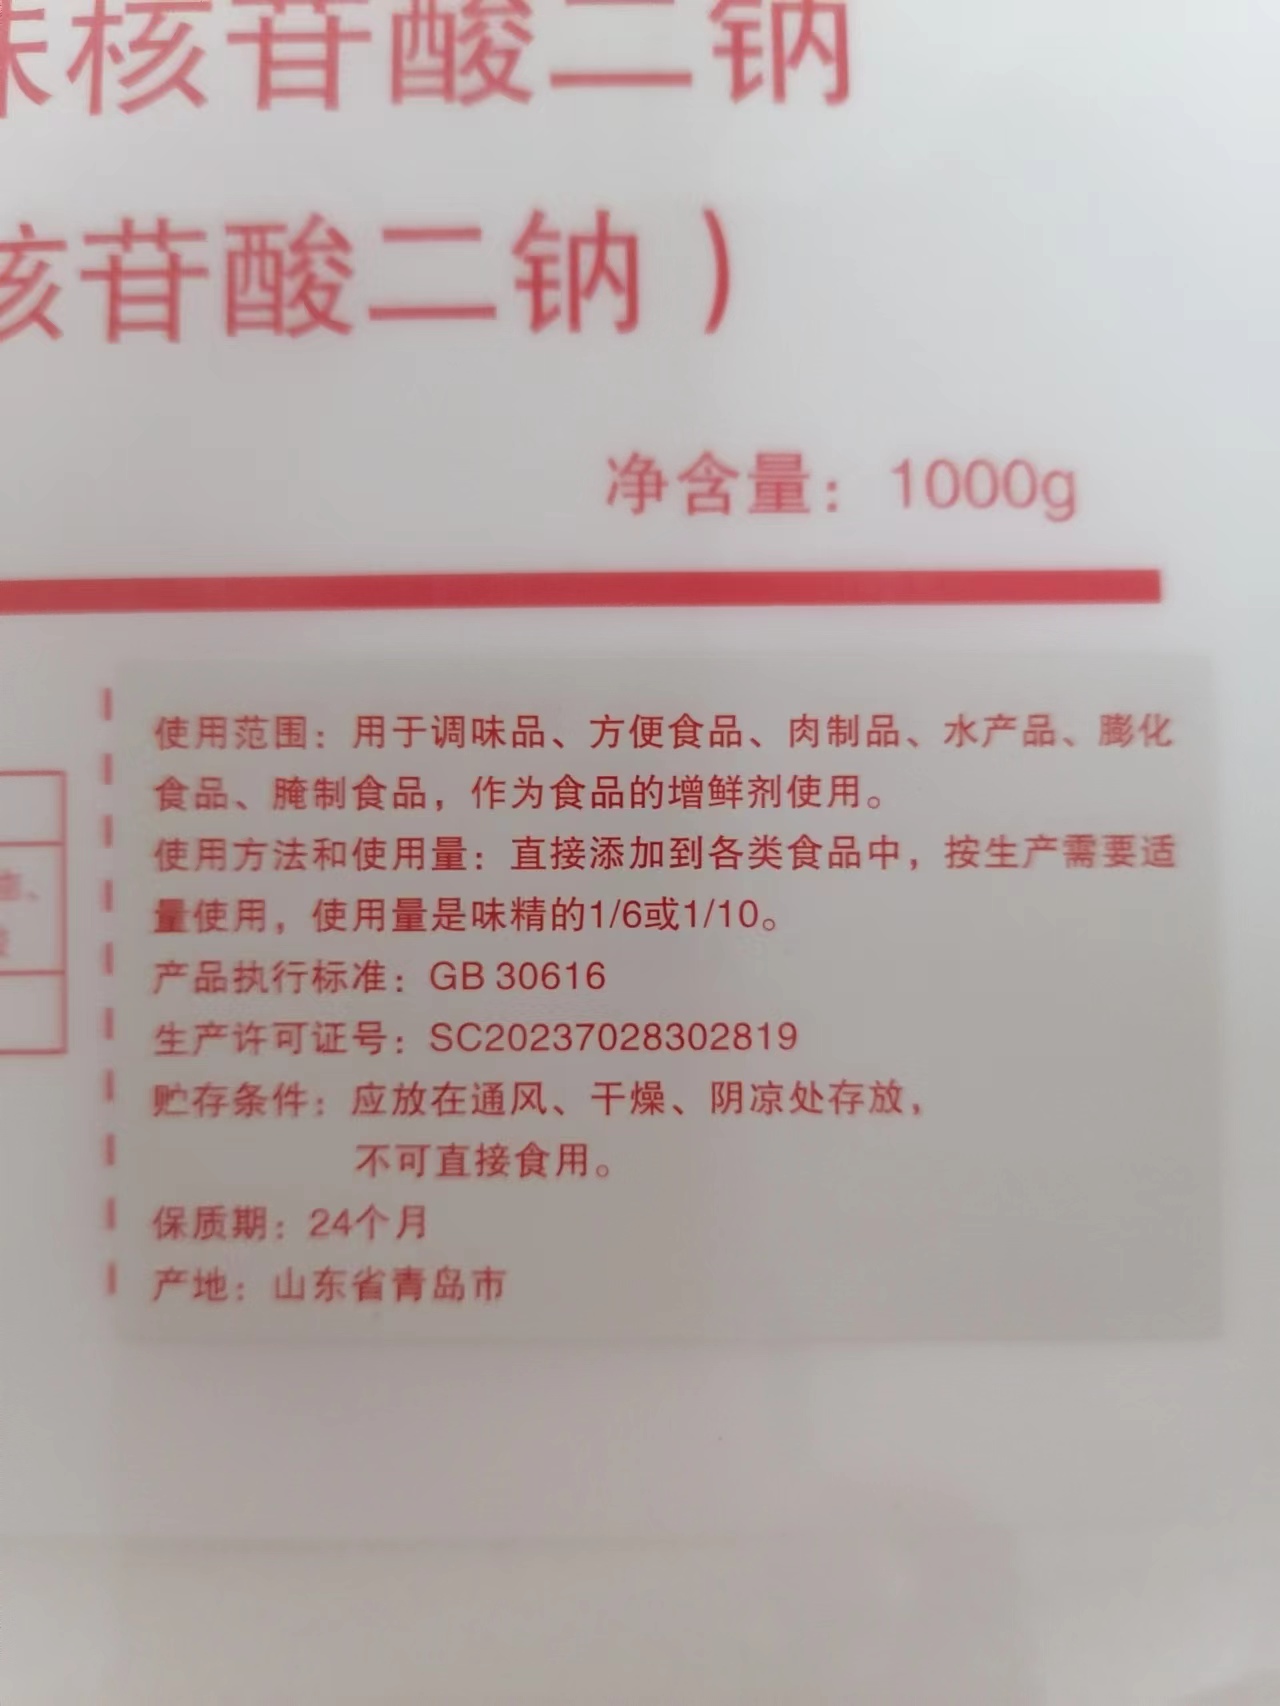 味核苷酸二钠
核苷酸二钠）
净含量：1000g
使用范围：用于调味品、方便食品、肉制品、水产品、膨化
食品、腌制食品，作为食品的增鲜剂使用。
使用方法和使用量：直接添加到各类食品中，按生产需要适
量使用，使用量是味精的1/6或1/10。
产品执行标准：GB 30616
生产许可证号：SC20237028302819
贮存条件：应放在通风、干燥、阴凉处存放，
不可直接食用。
保质期：24个月
产地：山东省青岛市